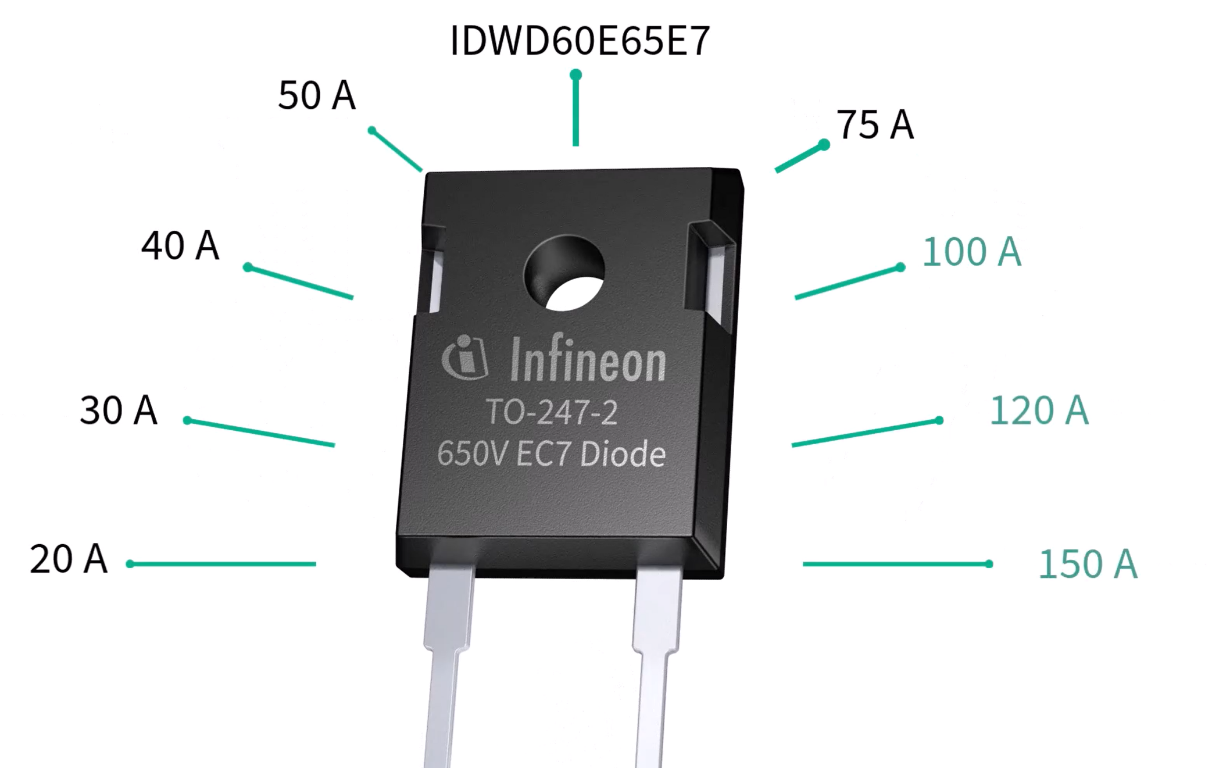 IDWD60E65E7
50 A
75 A
40 A
100 A
Infineon
30 A
TO-247-2
120 A
650V EC7 Diode
20 A
150 A